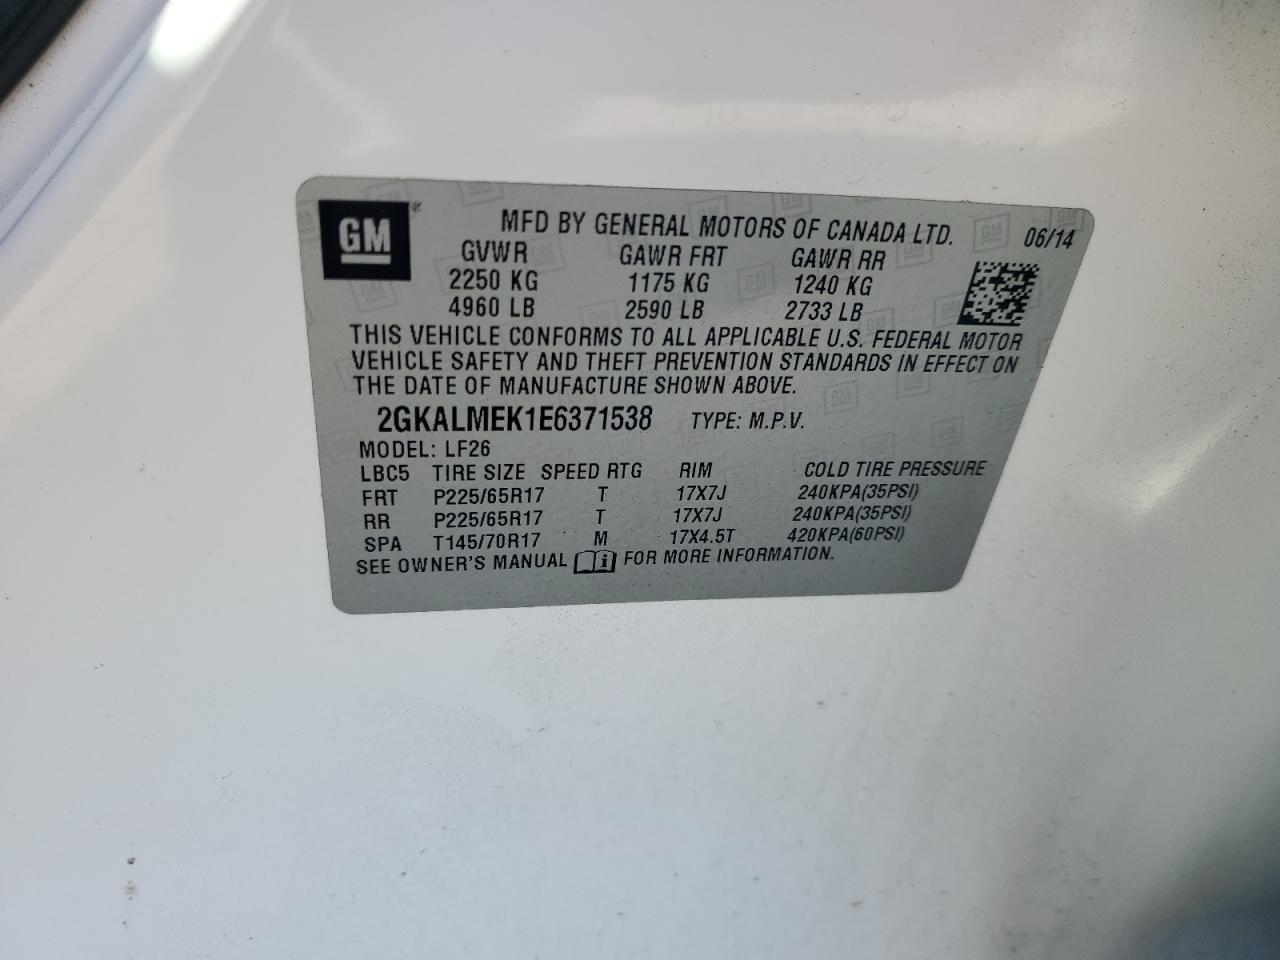 GM
MFD BY GENERAL MOTORS OF CANADA LTD. 06/14
GVWR GAWR FRT GAWR RR
2250 KG 1175 KG 1240 KG
4960 LB 2590 LB 2733 LB
THIS VEHICLE CONFORMS TO ALL APPLICABLE U.S. FEDERAL MOTOR
VEHICLE SAFETY AND THEFT PREVENTION STANDARDS IN EFFECT ON
THE DATE OF MANUFACTURE SHOWN ABOVE.
2GKALMEK1E6371538 TYPE: M.P.V.
MODEL: LF26
LBC5 TIRE SIZE SPEED RTG RIM COLD TIRE PRESSURE
FRT P225/65R17 T 17X7J 240KPA(35PSI)
RR P225/65R17 T 17X7J 240KPA(35PSI)
SPA T145/70R17 M 17X4.5T 420KPA(60PSI)
SEE OWNER'S MANUAL FOR MORE INFORMATION.